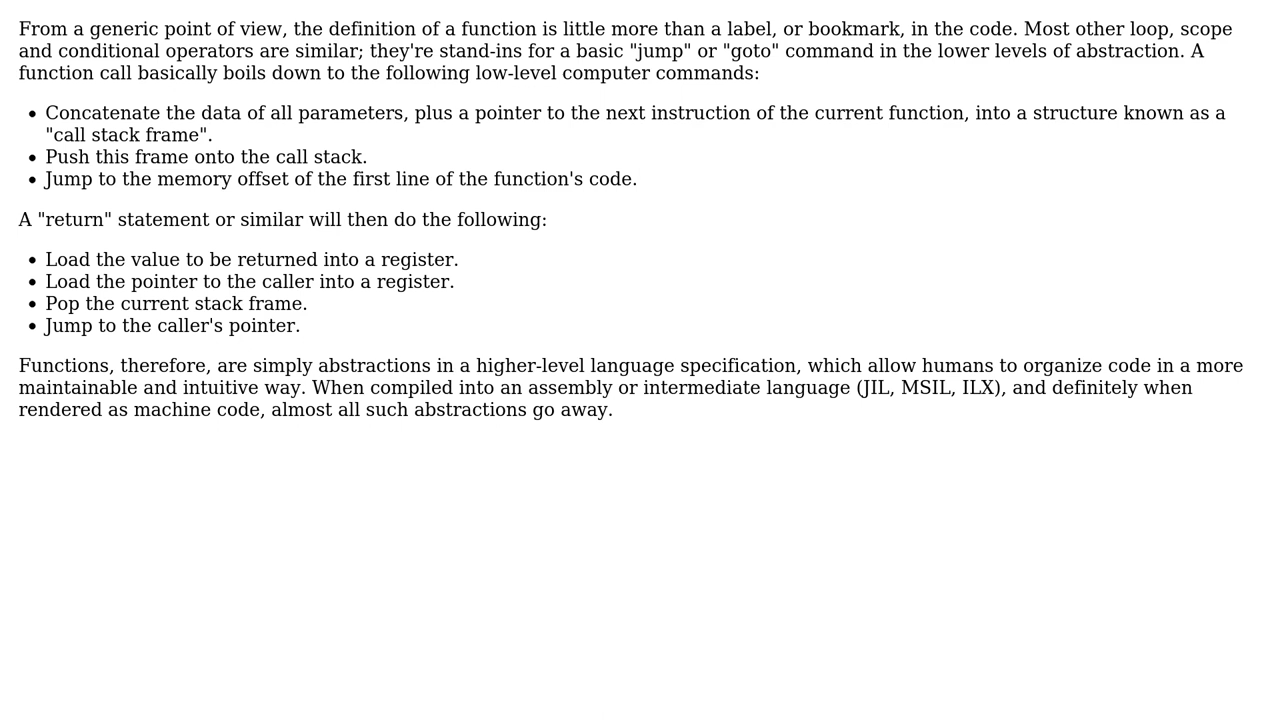 From a generic point of view, the definition of a function is little more than a label, or bookmark, in the code. Most other loop, scope
and conditional operators are similar; they're stand-ins for a basic "jump" or "goto" command in the lower levels of abstraction. A
function call basically boils down to the following low-level computer commands:
• Concatenate the data of all parameters, plus a pointer to the next instruction of the current function, into a structure known as a
"call stack frame".
• Push this frame onto the call stack.
• Jump to the memory offset of the first line of the function's code.
A "return" statement or similar will then do the following:
• Load the value to be returned into a register.
• Load the pointer to the caller into a register.
• Pop the current stack frame.
• Jump to the caller's pointer.
Functions, therefore, are simply abstractions in a higher-level language specification, which allow humans to organize code in a more
maintainable and intuitive way. When compiled into an assembly or intermediate language (JIL, MSIL, ILX), and definitely when
rendered as machine code, almost all such abstractions go away.